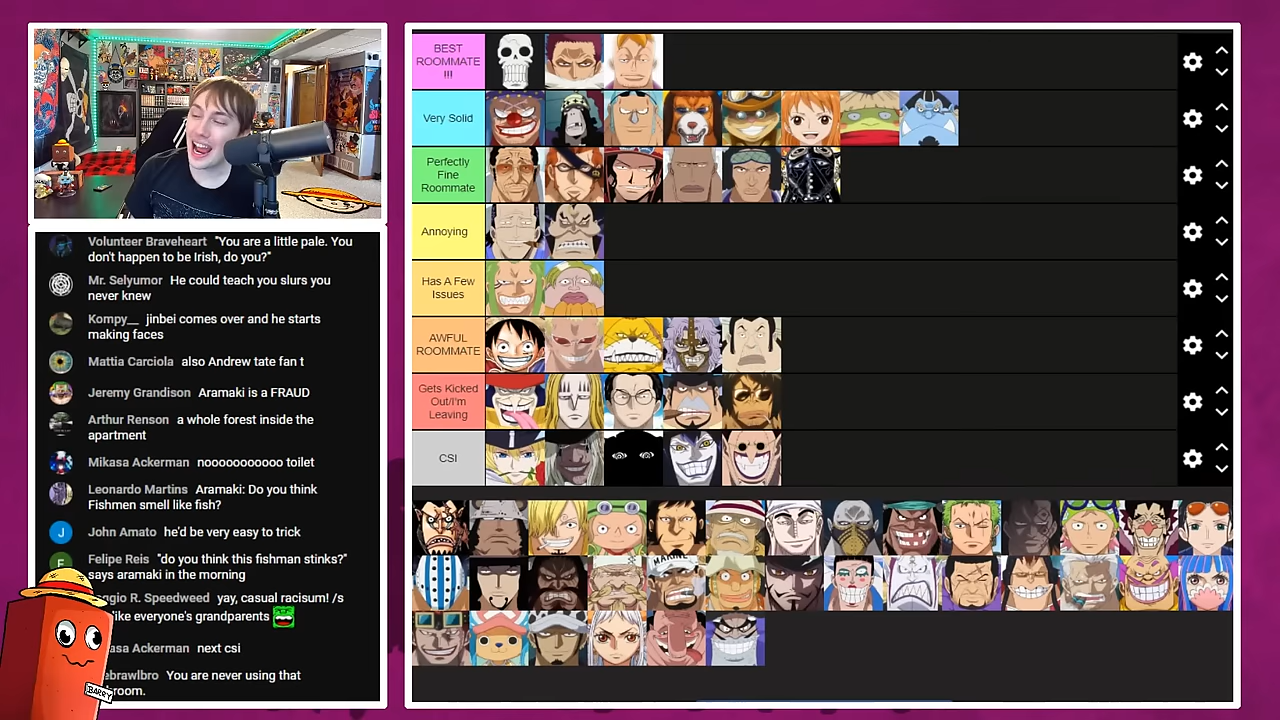 Volunteer Braveheart "You are a little pale. You
don't happen to be Irish, do you?"
Mr. Selyumor He could teach you slurs you
never knew
Kompy__ jinbei comes over and he starts
making faces
Mattia Carciola also Andrew tate fan t
Jeremy Grandison Aramaki is a FRAUD
Arthur Renson a whole forest inside the
apartment
Mikasa Ackerman nooooooooooo toilet
Leonardo Martins Aramaki: Do you think
Fishmen smell like fish?
J John Amato he'd be very easy to trick
F Felipe Reis "do you think this fishman stinks?"
says aramaki in the morning
R. Speedweed yay, casual racisum! /s
like everyone's grandparents
Ackerman next csi
You are never using that
BARRY
BEST
ROOMMATE
!!!
Very Solid
Perfectly
Fine
Roommate
Annoying
Has A Few
Issues
AWFUL
ROOMMATE
Gets Kicked
Out/I'm
Leaving
CSI
MARINE